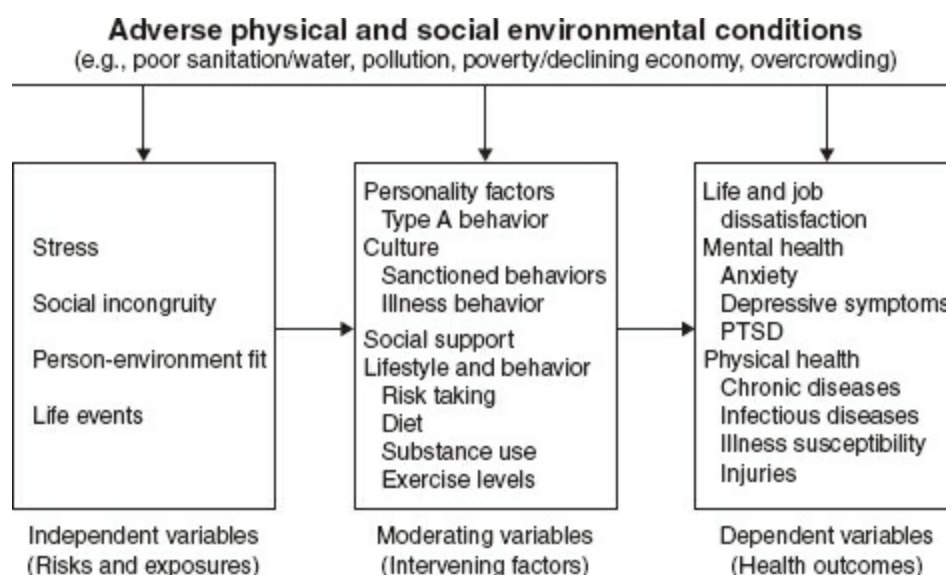 Adverse physical and social environmental conditions
(e.g., poor sanitation/water, pollution, poverty/declining economy, overcrowding)
Stress
Social incongruity
Person-environment fit
Life events
Independent variables
(Risks and exposures)
Personality factors
Type A behavior
Culture
Sanctioned behaviors
Illness behavior
Social support
Lifestyle and behavior
Risk taking
Diet
Substance use
Exercise levels
Moderating variables
(Intervening factors)
Life and job
dissatisfaction
Mental health
Anxiety
Depressive symptoms
PTSD
Physical health
Chronic diseases
Infectious diseases
Illness susceptibility
Injuries
Dependent variables
(Health outcomes)